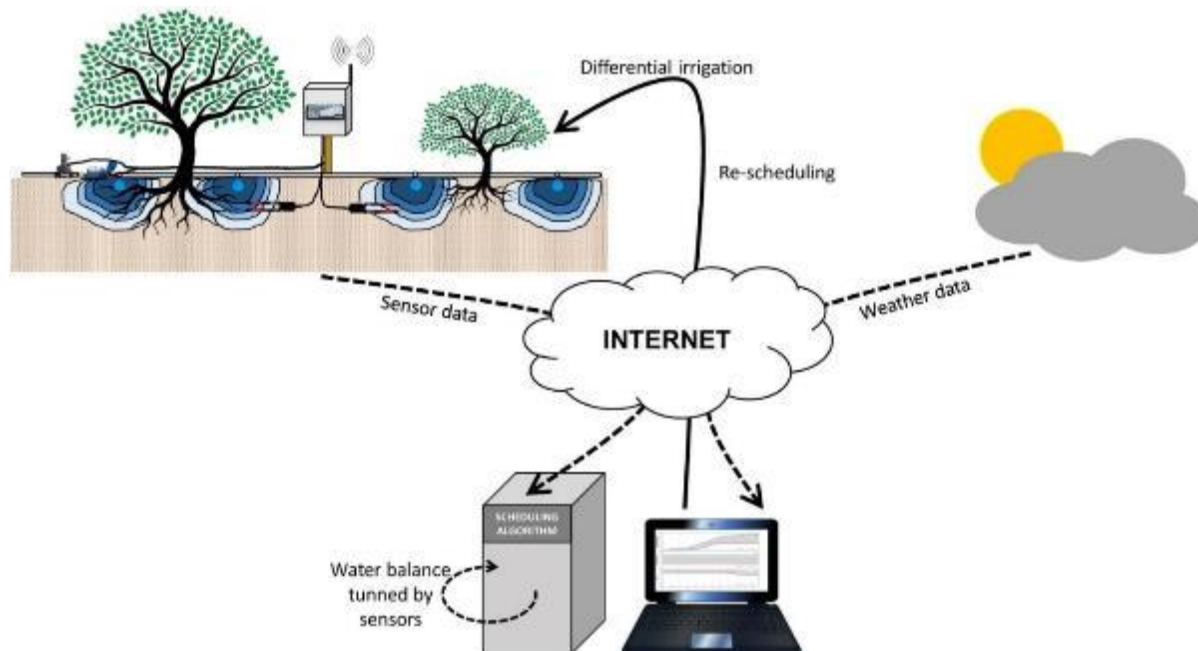 Differential irrigation
Re-scheduling
Sensor data
Weather data
INTERNET
SCHEDULING
ALGORITHM
Water balance
tunned by
sensors